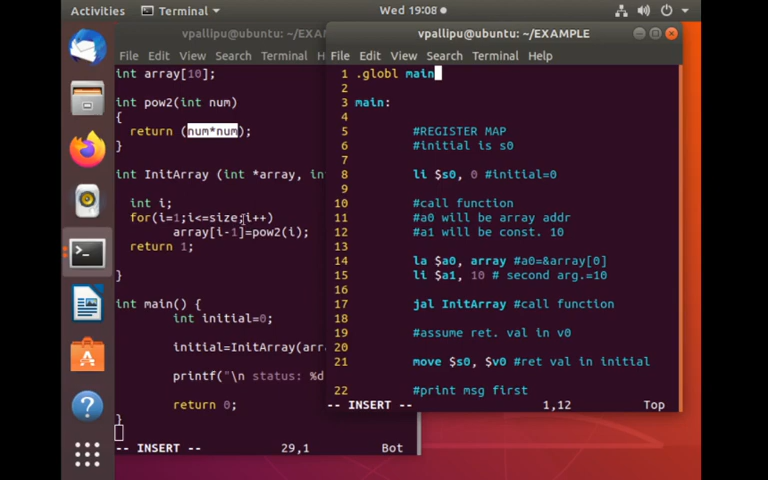 Activities
Terminal
Wed 19:08
vpallipu@ubuntu: ~/EXAM
File Edit View Search Terminal
int array[10];
int pow2(int num)
{
return (num*num);
}
int InitArray (int *array, in
int i;
for(i=1;i<=size;i++)
array[i-1]=pow2(i);
return 1;
}
int main() {
int initial=0;
initial=InitArray(arra
printf("\n status: %d
return 0;
}
-- INSERT -- 29,1 Bot
vpallipu@ubuntu: ~/EXAMPLE
File Edit View Search Terminal Help
1 .globl main
2
3 main:
4
5 #REGISTER MAP
6 #initial is s0
7
8 li $s0, 0 #initial=0
9
10 #call function
11 #a0 will be array addr
12 #a1 will be const. 10
13
14 la $a0, array #a0=&array[0]
15 li $a1, 10 # second arg.=10
16
17 jal InitArray #call function
18
19 #assume ret. val in v0
20
21 move $s0, $v0 #ret val in initial
22 #print msg first
-- INSERT -- 1,12 Top